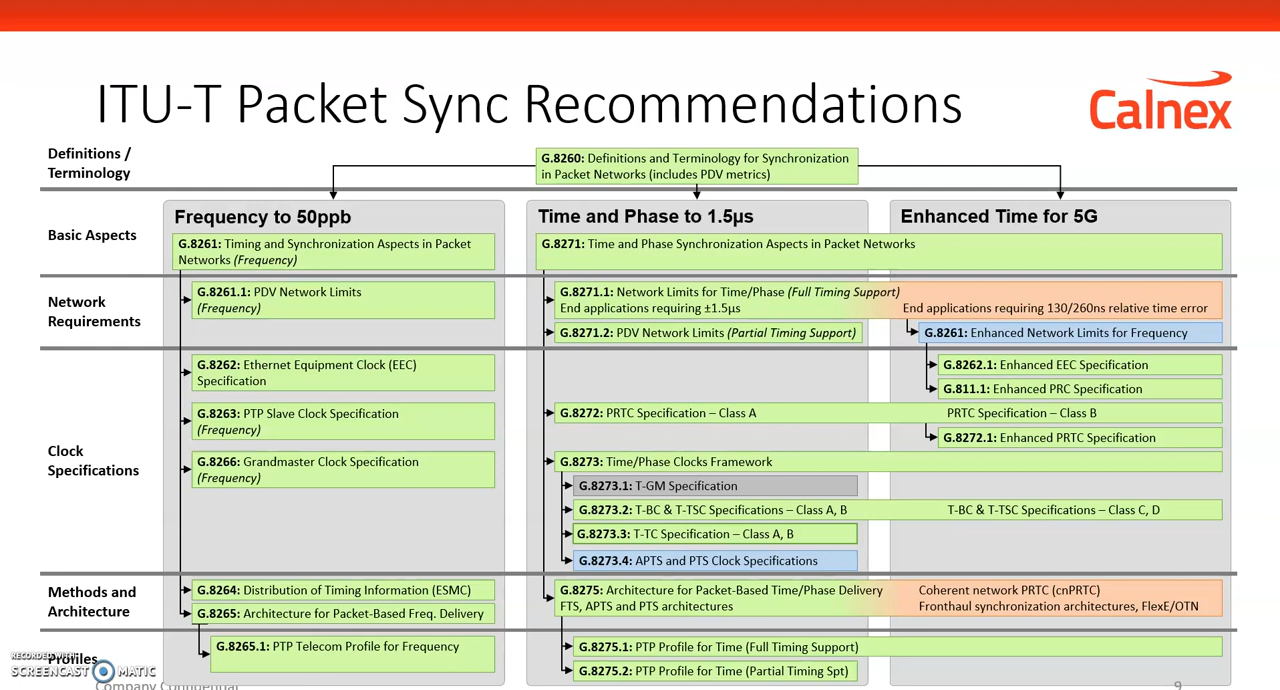 ITU-T Packet Sync Recommendations
Calnex
Definitions /
Terminology
G.8260: Definitions and Terminology for Synchronization
in Packet Networks (includes PDV metrics)
Frequency to 50ppb
Time and Phase to 1.5µs
Enhanced Time for 5G
Basic Aspects
G.8261: Timing and Synchronization Aspects in Packet
Networks (Frequency)
G.8271: Time and Phase Synchronization Aspects in Packet Networks
Network
Requirements
G.8261.1: PDV Network Limits
(Frequency)
G.8271.1: Network Limits for Time/Phase (Full Timing Support)
End applications requiring ±1.5µs
End applications requiring 130/260ns relative time error
G.8271.2: PDV Network Limits (Partial Timing Support)
G.8261: Enhanced Network Limits for Frequency
Clock
Specifications
G.8262: Ethernet Equipment Clock (EEC)
Specification
G.8262.1: Enhanced EEC Specification
G.811.1: Enhanced PRC Specification
G.8263: PTP Slave Clock Specification
(Frequency)
G.8272: PRTC Specification – Class A
PRTC Specification – Class B
G.8272.1: Enhanced PRTC Specification
G.8266: Grandmaster Clock Specification
(Frequency)
G.8273: Time/Phase Clocks Framework
G.8273.1: T-GM Specification
G.8273.2: T-BC & T-TSC Specifications – Class A, B
T-BC & T-TSC Specifications – Class C, D
G.8273.3: T-TC Specification – Class A, B
G.8273.4: APTS and PTS Clock Specifications
Methods and
Architecture
G.8264: Distribution of Timing Information (ESMC)
G.8265: Architecture for Packet-Based Freq. Delivery
G.8275: Architecture for Packet-Based Time/Phase Delivery
FTS, APTS and PTS architectures
Coherent network PRTC (cnPRTC)
Fronthaul synchronization architectures, FlexE/OTN
Profiles
G.8265.1: PTP Telecom Profile for Frequency
G.8275.1: PTP Profile for Time (Full Timing Support)
G.8275.2: PTP Profile for Time (Partial Timing Spt)
RECORDED WITH
SCREENCAST MATIC
Company Confidential
9